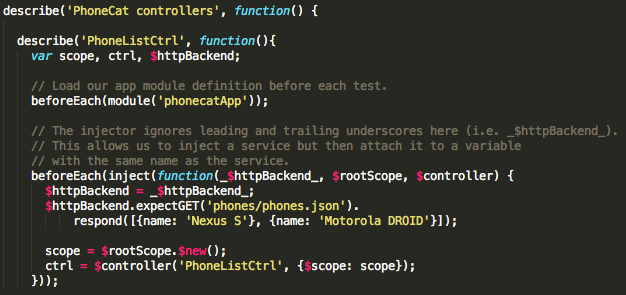 describe('PhoneCat controllers', function() {
describe('PhoneListCtrl', function(){
var scope, ctrl, $httpBackend;
// Load our app module definition before each test.
beforeEach(module('phonecatApp'));
// The injector ignores leading and trailing underscores here (i.e. _$httpBackend_).
// This allows us to inject a service but then attach it to a variable
// with the same name as the service.
beforeEach(inject(function(_$httpBackend_, $rootScope, $controller) {
$httpBackend = _$httpBackend_;
$httpBackend.expectGET('phones/phones.json').
respond([{name: 'Nexus S'}, {name: 'Motorola DROID'}]);
scope = $rootScope.$new();
ctrl = $controller('PhoneListCtrl', {$scope: scope});
}));